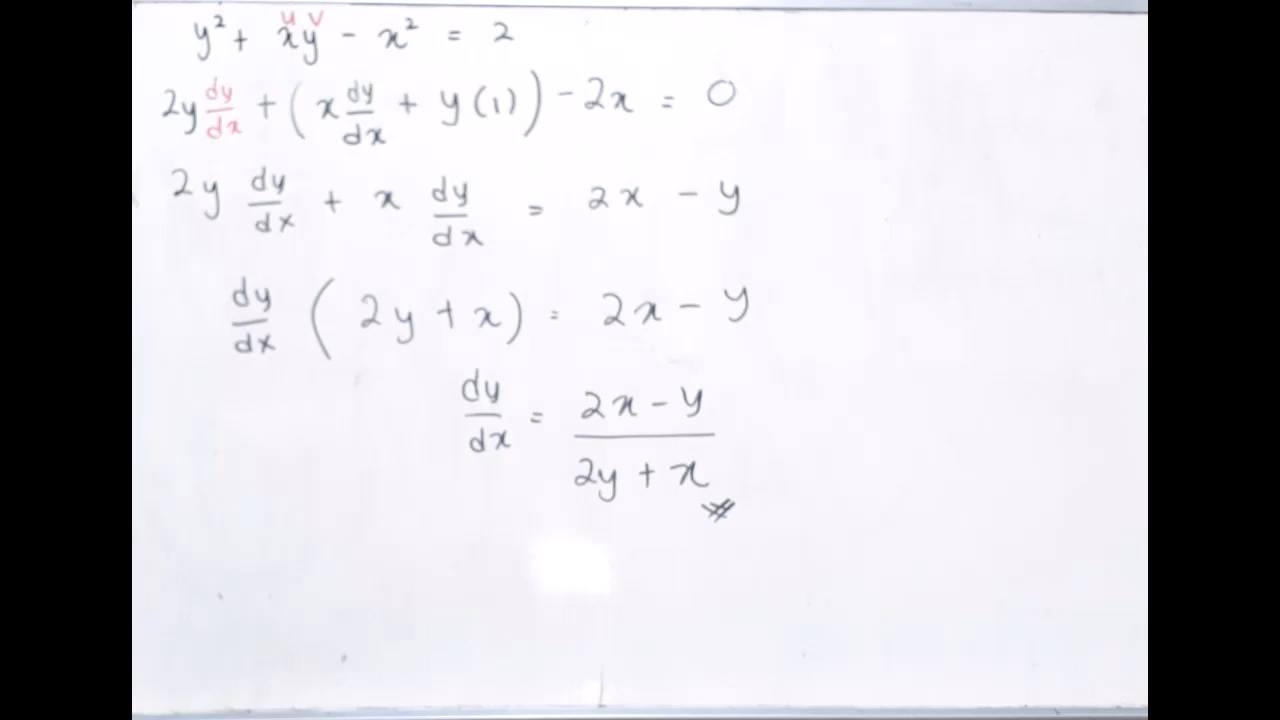 y² + xy - x² = 2
u v
2y dy/dx + (x dy/dx + y(1)) - 2x = 0
2y dy/dx + x dy/dx = 2x - y
dy/dx (2y + x) = 2x - y
dy/dx = (2x - y)/(2y + x)